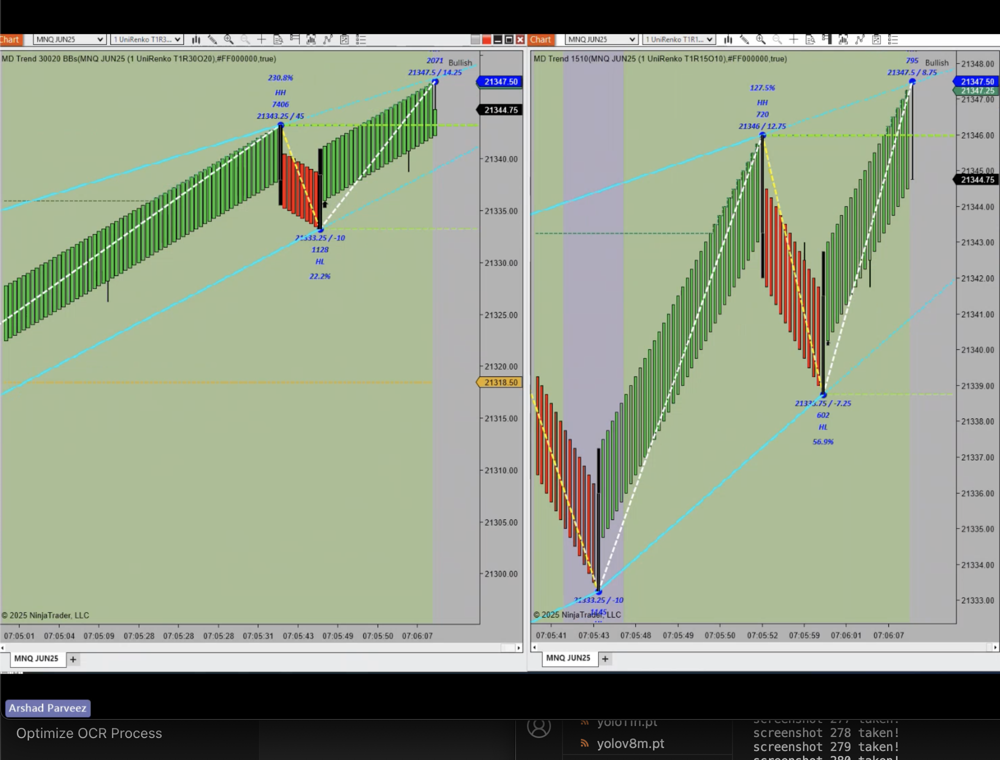 Chart
MNQ JUN25
1 UniRenko T1R3...
MD Trend 30020 BBs(MNQ JUN25 (1 UniRenko T1R30O20),#FF000000,true)
2071
Bullish
21347.5 / 14.25
21347.50
230.8%
HH
7406
21343.25 / 45
21344.75
21340.00
21335.00
21333.25 / -10
1128
HL
22.2%
21330.00
21325.00
21320.00
21318.50
21315.00
21310.00
21305.00
21300.00
© 2025 NinjaTrader, LLC
07:05:01
07:05:04
07:05:09
07:05:28
07:05:28
07:05:28
07:05:31
07:05:43
07:05:49
07:05:50
07:06:07
MNQ JUN25
+
Chart
MNQ JUN25
1 UniRenko T1R1...
MD Trend 1510(MNQ JUN25 (1 UniRenko T1R15O10),#FF000000,true)
795
Bullish
21348.00
21347.5 / 8.75
21347.50
21347.25
21347.00
127.5%
HH
720
21346 / 12.75
21346.00
21345.00
21344.75
21344.00
21343.00
21342.00
21341.00
21340.00
21339.00
602
HL
56.9%
21338.00
21337.00
21336.00
21335.00
21334.00
21333.00
21333.25 / -10
© 2025 NinjaTrader, LLC
07:05:41
07:05:43
07:05:48
07:05:49
07:05:50
07:05:52
07:05:59
07:06:01
07:06:07
MNQ JUN25
+
Arshad Parveez
Optimize OCR Process
yolo11n.pt
yolov8m.pt
screenshot 277 taken!
screenshot 278 taken!
screenshot 279 taken!
screenshot 280 taken!